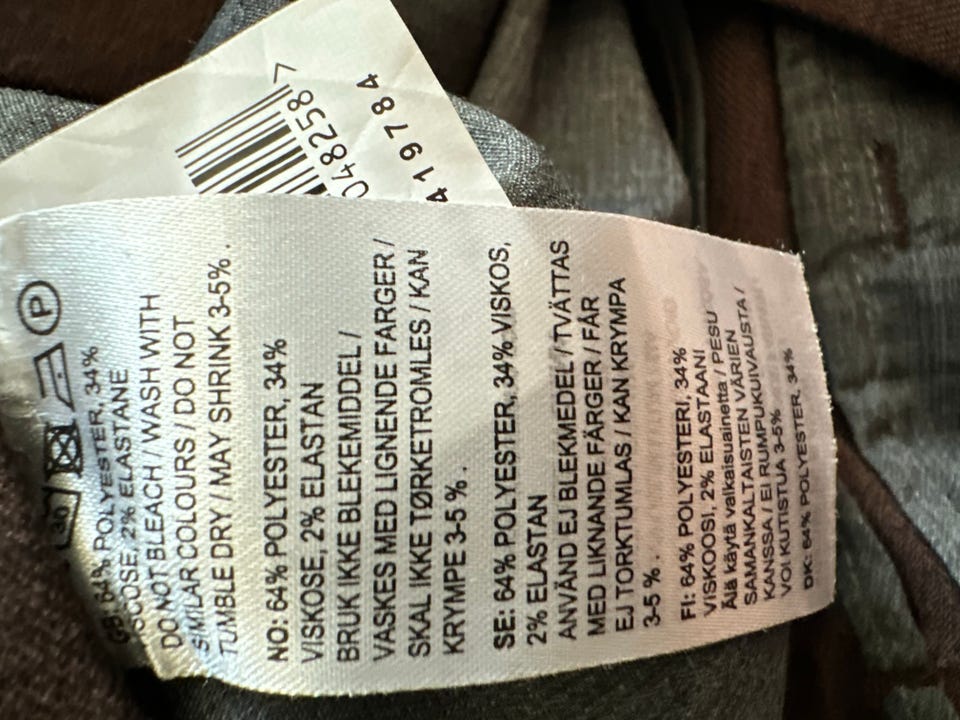 048258 7
419784
30
P
GB: 64% POLYESTER, 34%
VISCOSE, 2% ELASTANE
DO NOT BLEACH / WASH WITH
SIMILAR COLOURS / DO NOT
TUMBLE DRY / MAY SHRINK 3-5% .
NO: 64% POLYESTER, 34%
VISKOSE, 2% ELASTAN
BRUK IKKE BLEKEMIDDEL /
VASKES MED LIGNENDE FARGER /
SKAL IKKE TØRKETROMLES / KAN
KRYMPE 3-5 % .
SE: 64% POLYESTER, 34% VISKOS,
2% ELASTAN
ANVÄND EJ BLEKMEDEL / TVÄTTAS
MED LIKNANDE FÄRGER / FÅR
EJ TORKTUMLAS / KAN KRYMPA
3-5 % .
FI: 64% POLYESTERI, 34%
VISKOOSI, 2% ELASTAANI
Älä käytä valkaisuainetta / PESU
SAMANKALTAISTEN VÄRIEN
KANSSA / EI RUMPUKUIVAUSTA /
VOI KUTISTUA 3-5%
DK: 64% POLYESTER, 34%